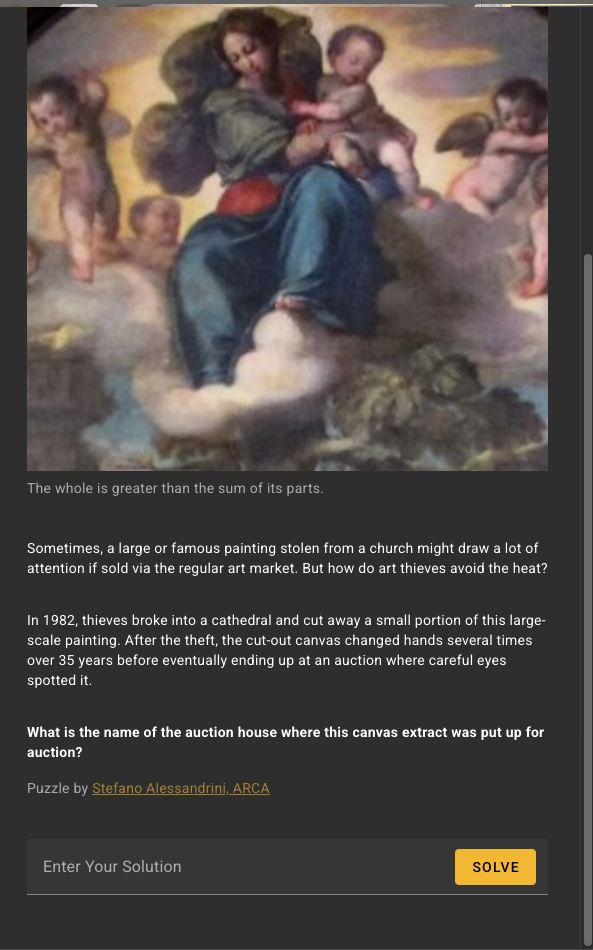 The whole is greater than the sum of its parts.
Sometimes, a large or famous painting stolen from a church might draw a lot of
attention if sold via the regular art market. But how do art thieves avoid the heat?
In 1982, thieves broke into a cathedral and cut away a small portion of this large-
scale painting. After the theft, the cut-out canvas changed hands several times
over 35 years before eventually ending up at an auction where careful eyes
spotted it.
What is the name of the auction house where this canvas extract was put up for
auction?
Puzzle by Stefano Alessandrini, ARCA
Enter Your Solution
SOLVE